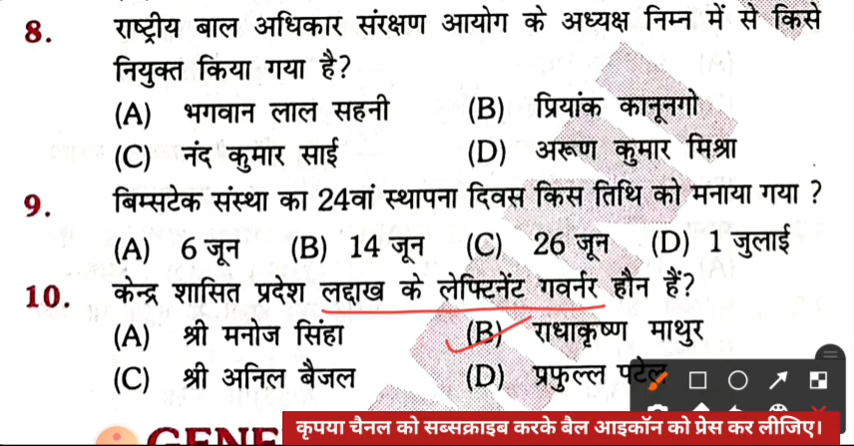 8. राष्ट्रीय बाल अधिकार संरक्षण आयोग के अध्यक्ष निम्न में से किसे
नियुक्त किया गया है?
(A) भगवान लाल सहनी (B) प्रियांक कानूनगो
(C) नंद कुमार साई (D) अरूण कुमार मिश्रा
9. बिम्सटेक संस्था का 24वां स्थापना दिवस किस तिथि को मनाया गया ?
(A) 6 जून (B) 14 जून (C) 26 जून (D) 1 जुलाई
10. केन्द्र शासित प्रदेश लद्दाख के लेफ्टिनेंट गवर्नर हौन हैं?
(A) श्री मनोज सिंहा (B) राधाकृष्ण माथुर
(C) श्री अनिल बैजल (D) प्रफुल्ल पटेल
कृपया चैनल को सब्सक्राइब करके बैल आइकॉन को प्रेस कर लीजिए।